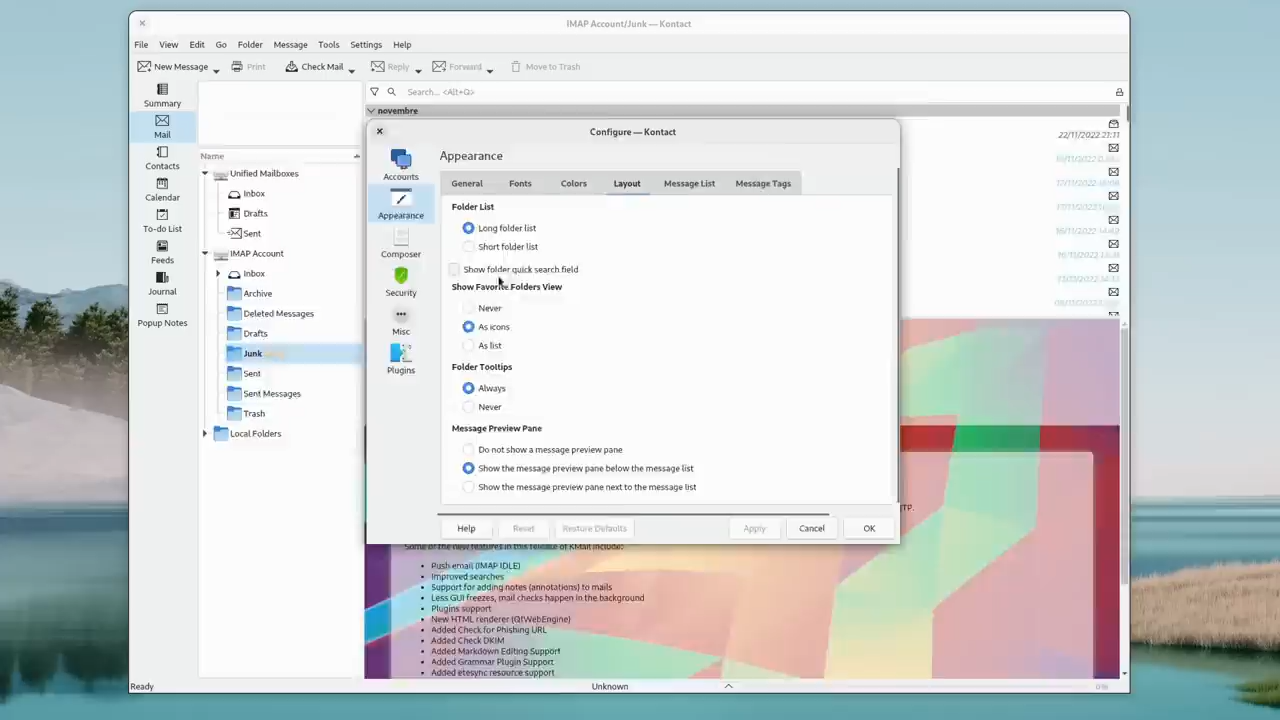 IMAP Account/Junk — Kontact
File View Edit Go Folder Message Tools Settings Help
New Message Print Check Mail Reply Forward Move to Trash
Search... <Alt+Q>
Summary
Mail
Contacts
Calendar
To-do List
Feeds
Journal
Popup Notes
Name
Unified Mailboxes
Inbox
Drafts
Sent
IMAP Account
Inbox
Archive
Deleted Messages
Drafts
Junk
Sent
Sent Messages
Trash
Local Folders
novembre
22/11/2022 21:11
Configure — Kontact
Accounts
Appearance
Composer
Security
Misc
Plugins
Appearance
General Fonts Colors Layout Message List Message Tags
Folder List
Long folder list
Short folder list
Show folder quick search field
Show Favorite Folders View
Never
As icons
As list
Folder Tooltips
Always
Never
Message Preview Pane
Do not show a message preview pane
Show the message preview pane below the message list
Show the message preview pane next to the message list
Help Reset Restore Defaults Apply Cancel OK
TP.
Some of the new features in this release of KMail include:
• Push email (IMAP IDLE)
• Improved searches
• Support for adding notes (annotations) to mails
• Less GUI freezes, mail checks happen in the background
• Plugins support
• New HTML renderer (QtWebEngine)
• Added Check for Phishing URL
• Added Check DKIM
• Added Markdown Editing Support
• Added Grammar Plugin Support
• Added etesync resource support
Ready
Unknown
0%